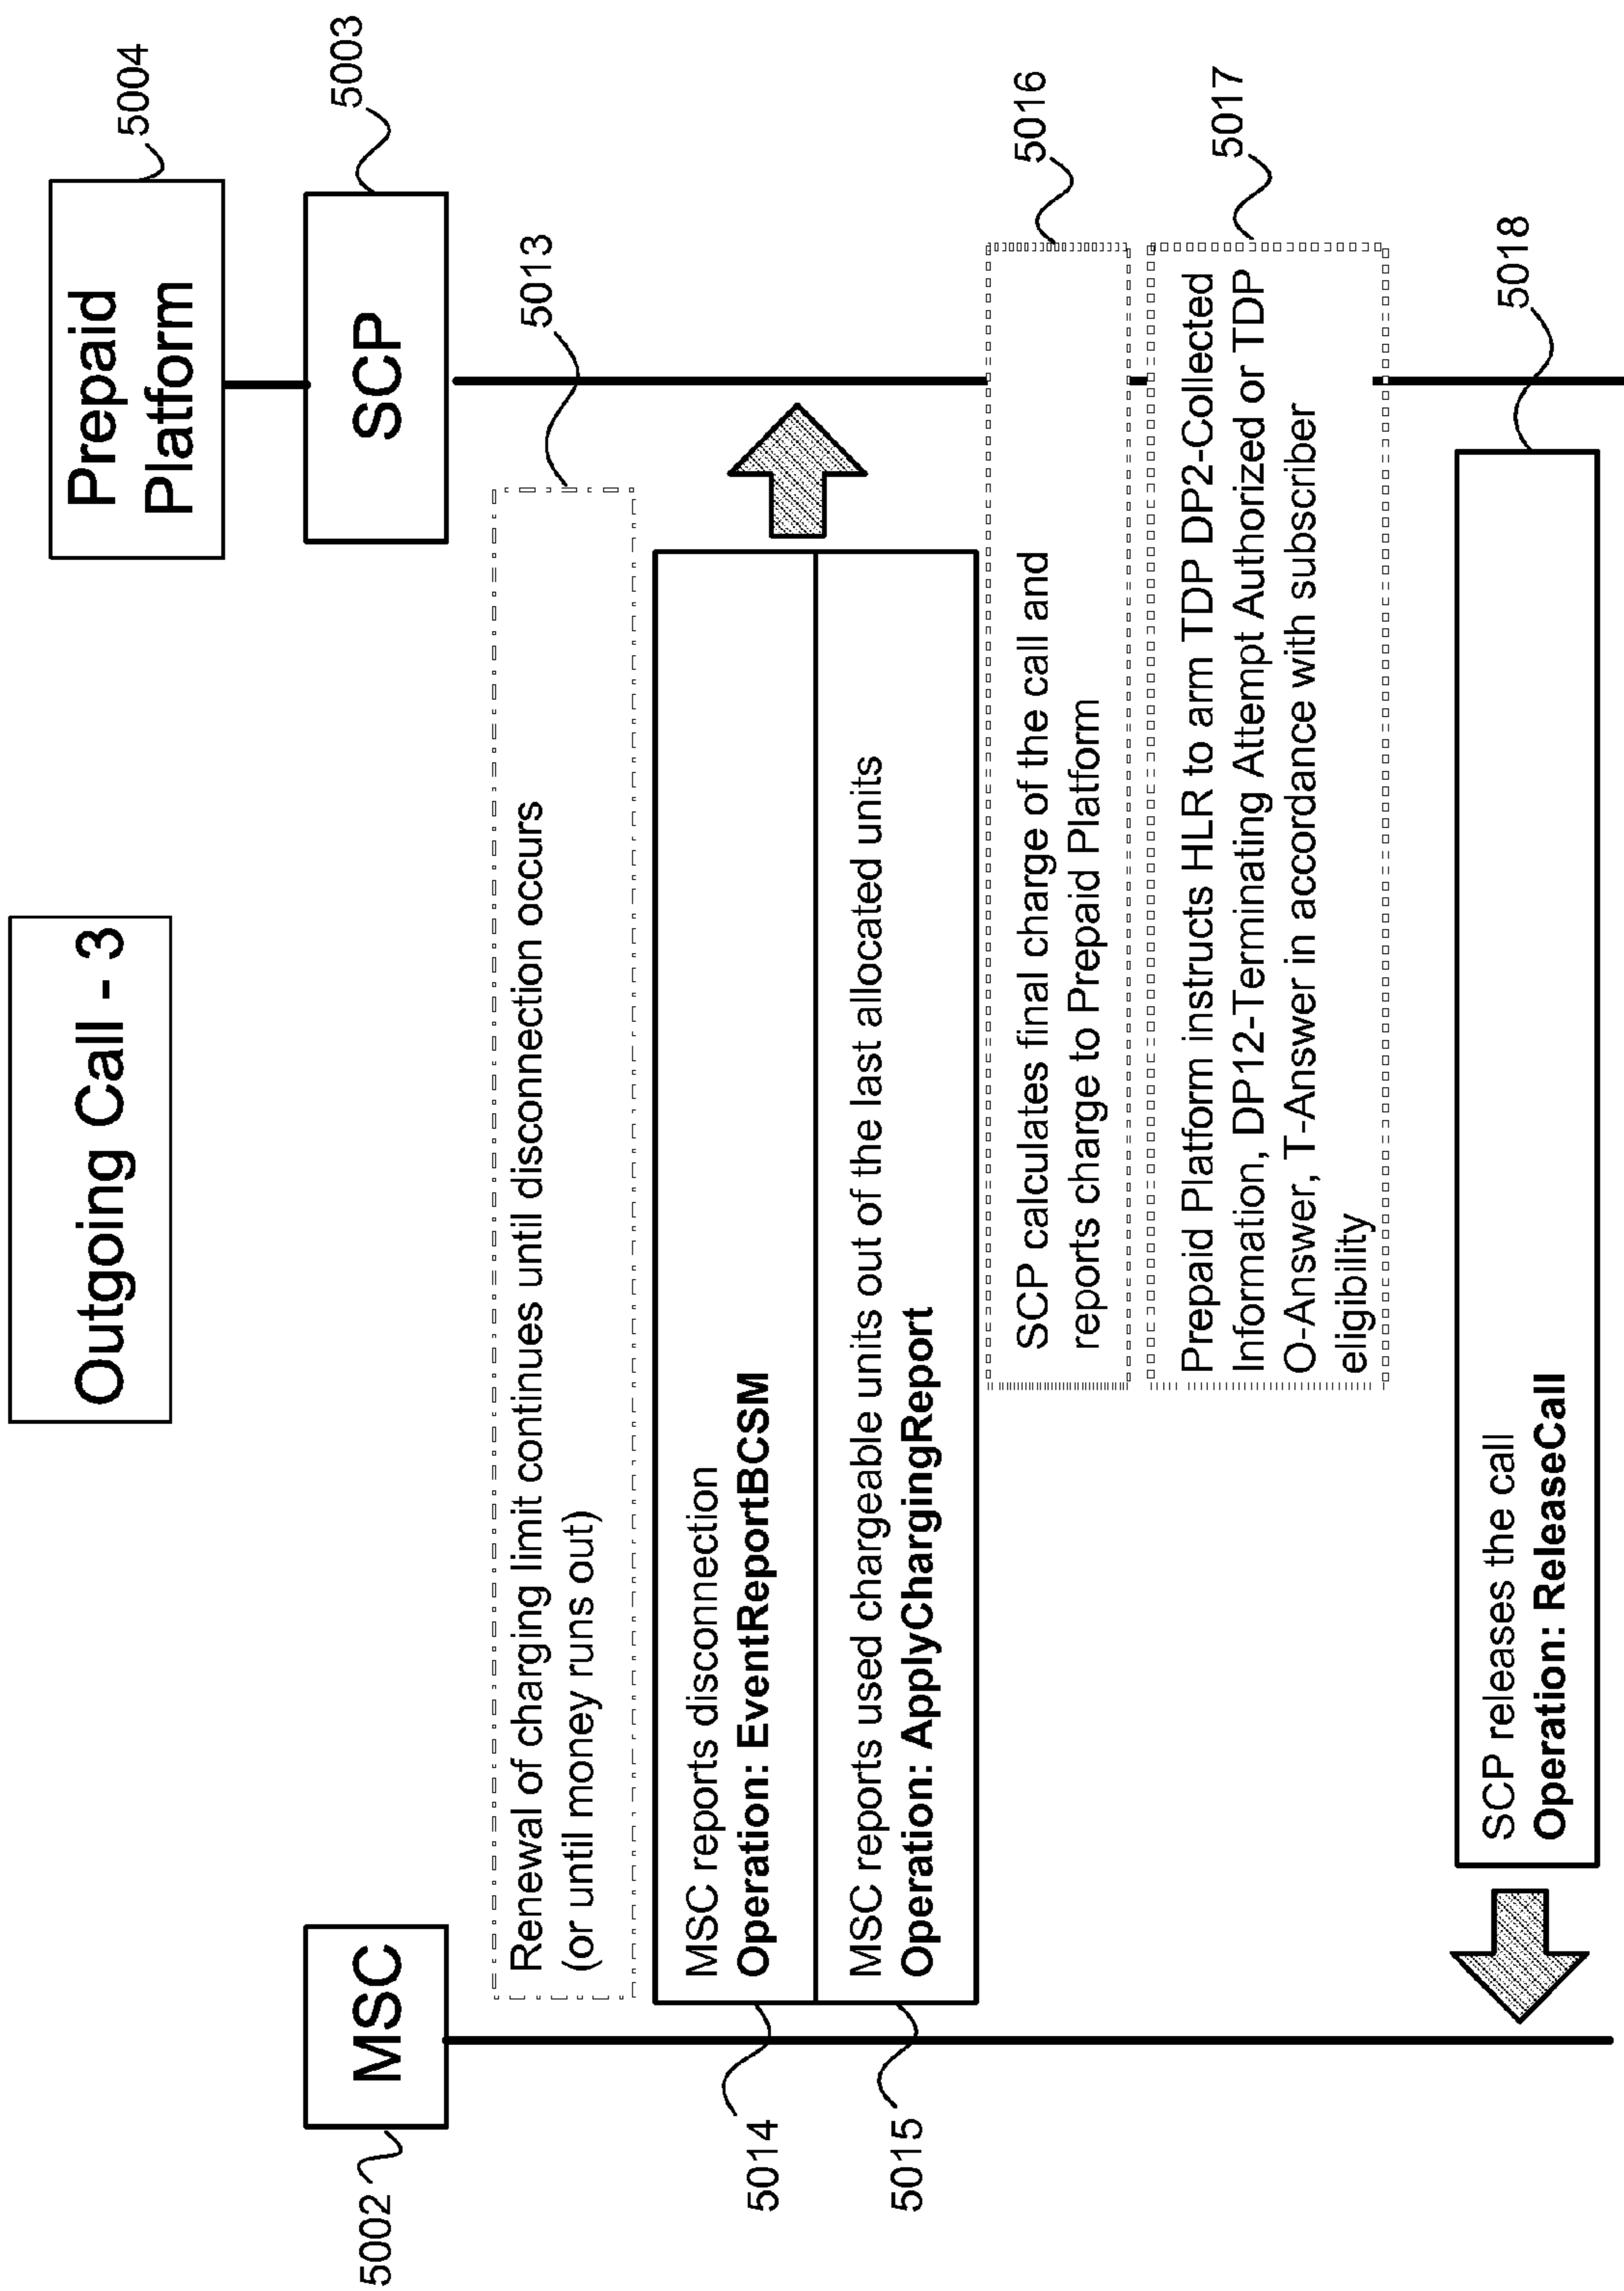 Outgoing Call - 3
Prepaid
Platform
5004
5002
MSC
SCP
5003
Renewal of charging limit continues until disconnection occurs
(or until money runs out)
5013
5014
MSC reports disconnection
Operation: EventReportBCSM
5015
MSC reports used chargeable units out of the last allocated units
Operation: ApplyChargingReport
SCP calculates final charge of the call and
reports charge to Prepaid Platform
5016
Prepaid Platform instructs HLR to arm TDP DP2-Collected
Information, DP12-Terminating Attempt Authorized or TDP
O-Answer, T-Answer in accordance with subscriber
eligibility
5017
SCP releases the call
Operation: ReleaseCall
5018